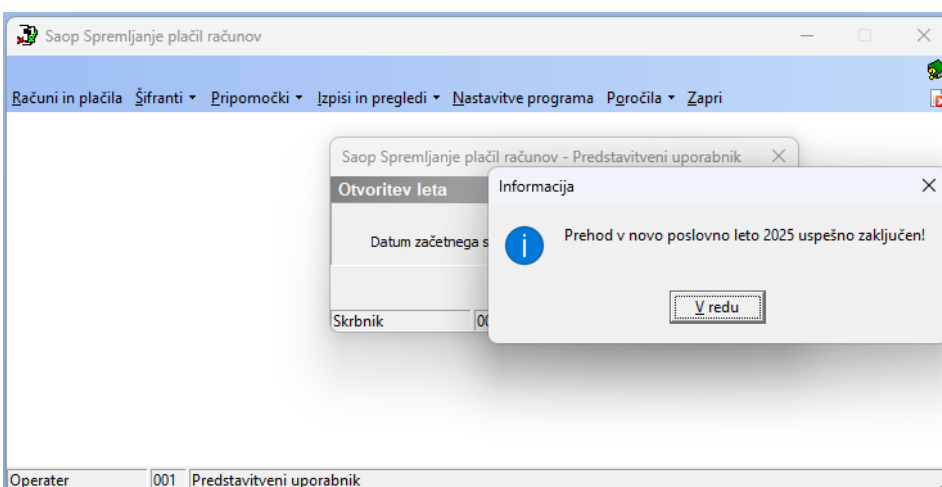 Saop Spremljanje plačil računov
Računi in plačila Šifranti Pripomočki Izpisi in pregledi Nastavitve programa Poročila Zapri
Saop Spremljanje plačil računov - Predstavitveni uporabnik
Otvoritev leta
Informacija
Datum začetnega s
Prehod v novo poslovno leto 2025 uspešno zaključen!
V redu
Skrbnik
Operater 001 Predstavitveni uporabnik